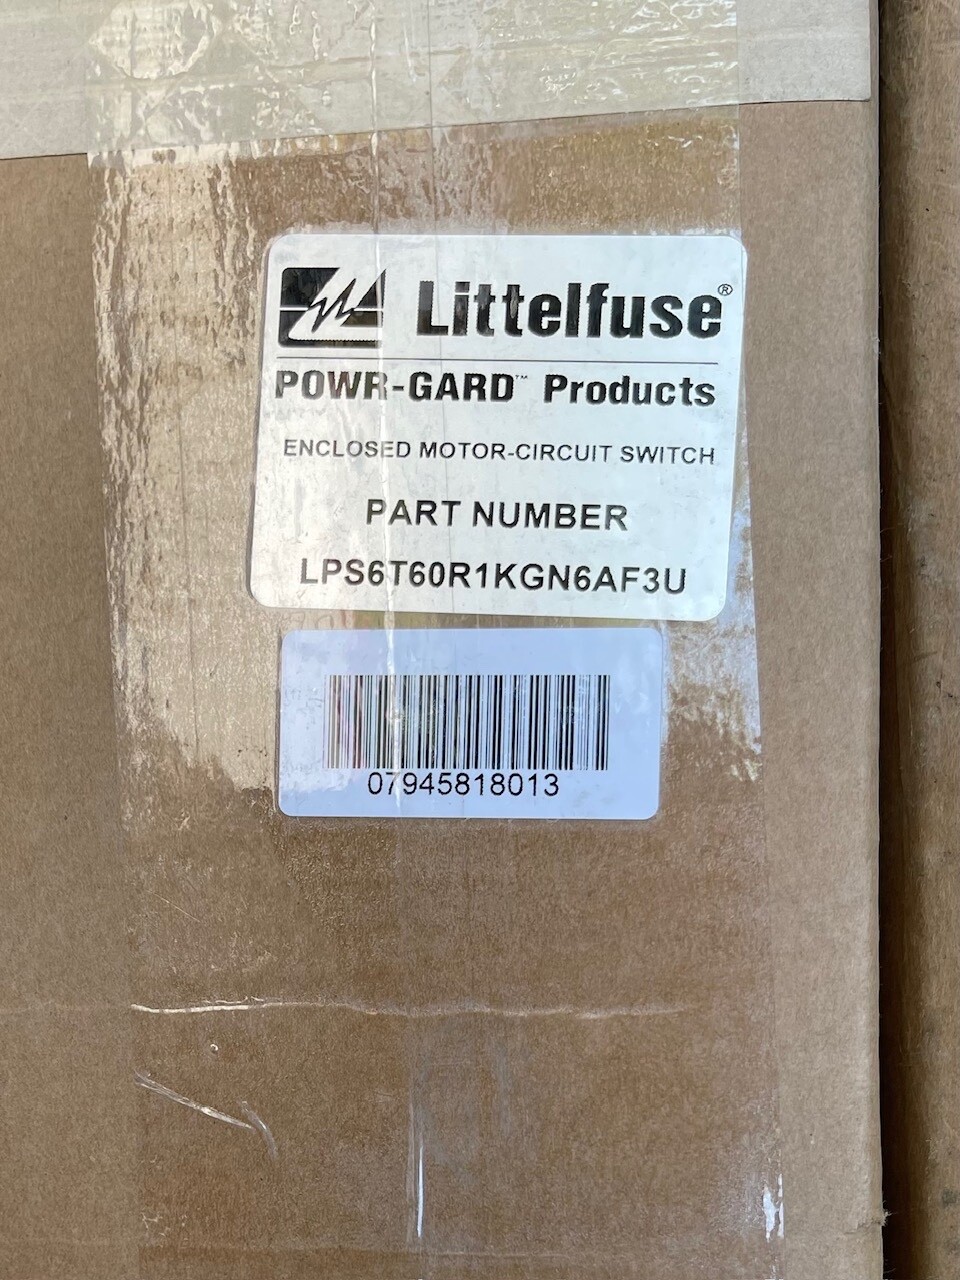 Littelfuse®
POWR-GARD™ Products
ENCLOSED MOTOR-CIRCUIT SWITCH
PART NUMBER
LPS6T60R1KGN6AF3U
07945818013